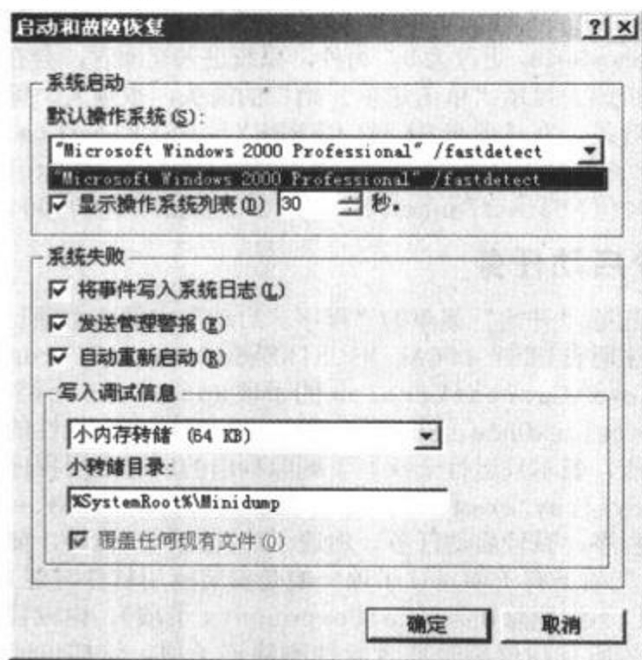 启动和故障恢复
系统启动
默认操作系统(S):
"Microsoft Windows 2000 Professional" /fastdetect
"Microsoft Windows 2000 Professional" /fastdetect
显示操作系统列表(D) 30 秒。
系统失败
将事件写入系统日志(L)
发送管理警报(E)
自动重新启动(R)
写入调试信息
小内存转储 (64 KB)
小转储目录:
%SystemRoot%\Minidump
覆盖任何现有文件(O)
确定 取消